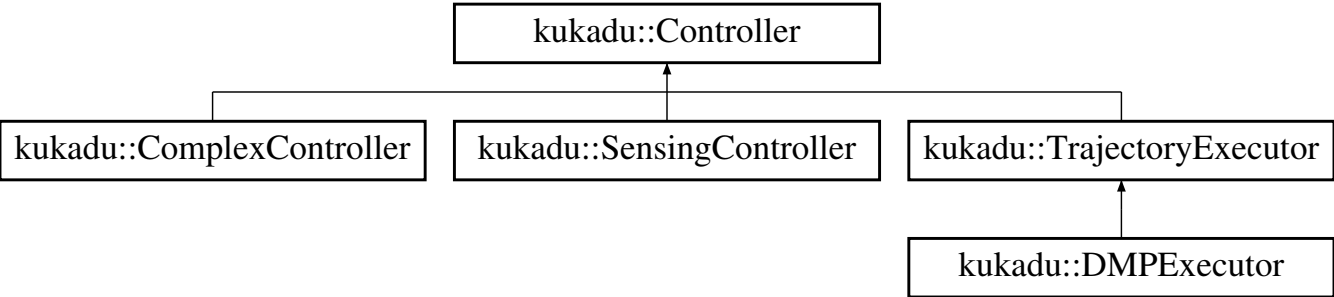 kukadu::Controller
kukadu::ComplexController
kukadu::SensingController
kukadu::TrajectoryExecutor
kukadu::DMPExecutor